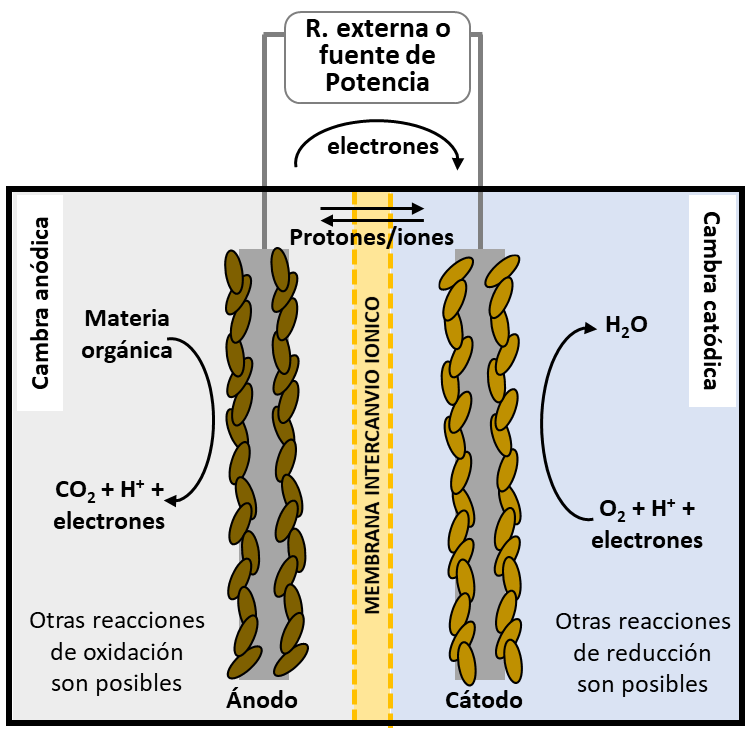 R. externa o
fuente de
Potencia
electrones
Protones/iones
Cambra anódica
Materia
orgánica
CO₂ + H⁺ +
electrones
Otras reacciones
de oxidación
son posibles
Ánodo
MEMBRANA INTERCANVIO IONICO
Cambra catódica
H₂O
O₂ + H⁺ +
electrones
Otras reacciones
de reducción
son posibles
Cátodo